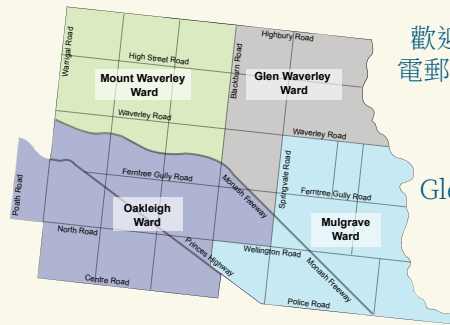 Highbury Road
歡迎
電郵
Warrigal Road
High Street Road
Blackburn Road
Mount Waverley
Ward
Glen Waverley
Ward
Waverley Road
Waverley Road
Ferntree Gully Road
Monash Freeway
Springvale Road
Ferntree Gully Road
Gle
Poath Road
Oakleigh
Ward
Mulgrave
Ward
North Road
Princes Highway
Wellington Road
Monash Freeway
Centre Road
Police Road